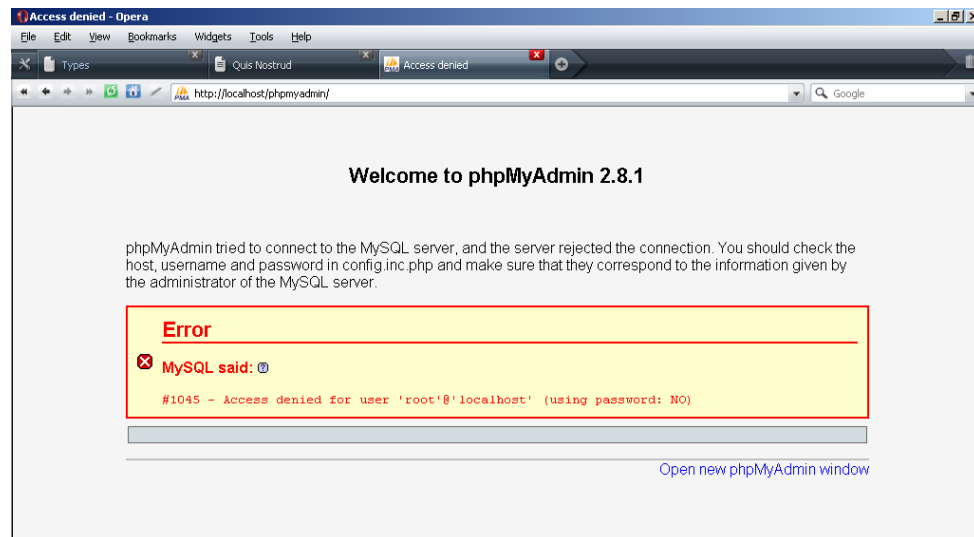 Access denied - Opera
File Edit View Bookmarks Widgets Tools Help
Types Quis Nostrud Access denied
http://localhost/phpmyadmin/ Google
Welcome to phpMyAdmin 2.8.1
phpMyAdmin tried to connect to the MySQL server, and the server rejected the connection. You should check the
host, username and password in config.inc.php and make sure that they correspond to the information given by
the administrator of the MySQL server.
Error
MySQL said:
#1045 - Access denied for user 'root'@'localhost' (using password: NO)
Open new phpMyAdmin window